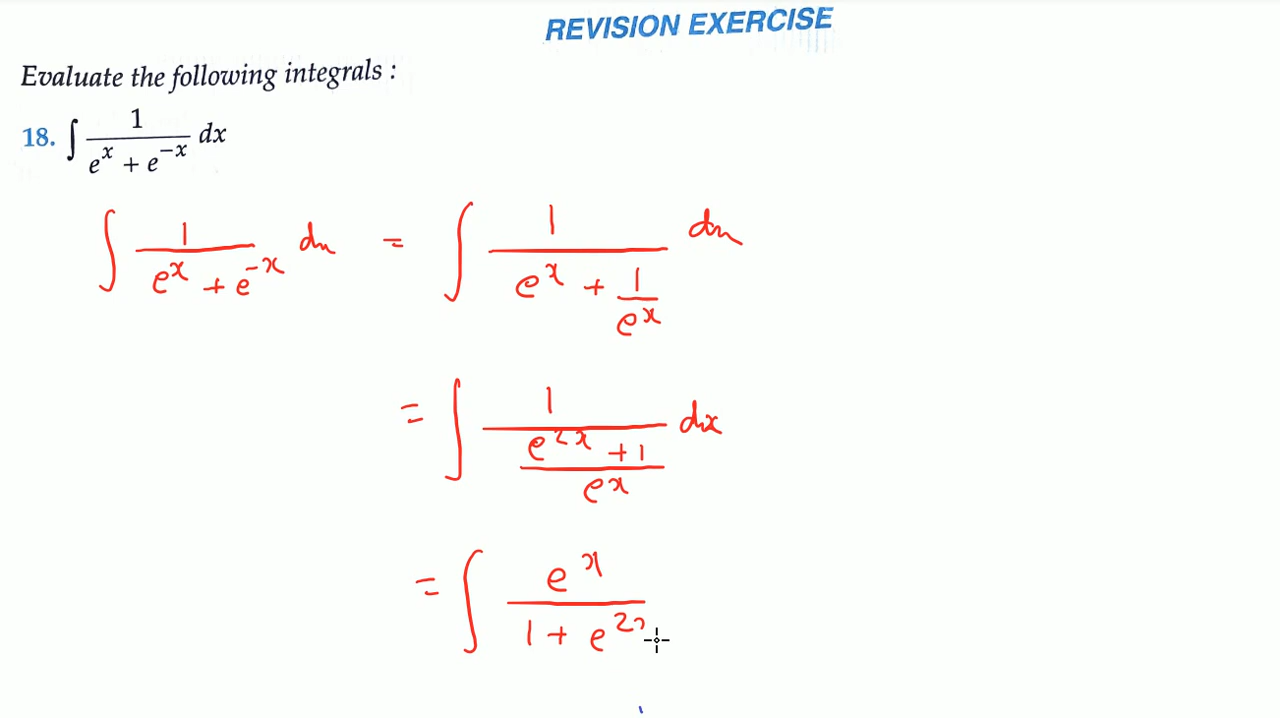 REVISION EXERCISE
Evaluate the following integrals :
18. ∫ 1/(e^x + e^{-x}) dx
∫ 1/(e^x + e^{-x}) dx = ∫ 1/(e^x + 1/e^x) dx
= ∫ 1/((e^{2x} + 1)/e^x) dx
= ∫ e^x/(1 + e^{2x})